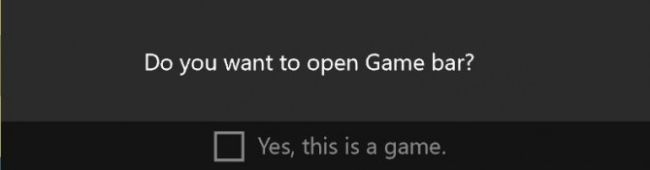 Do you want to open Game bar?
Yes, this is a game.